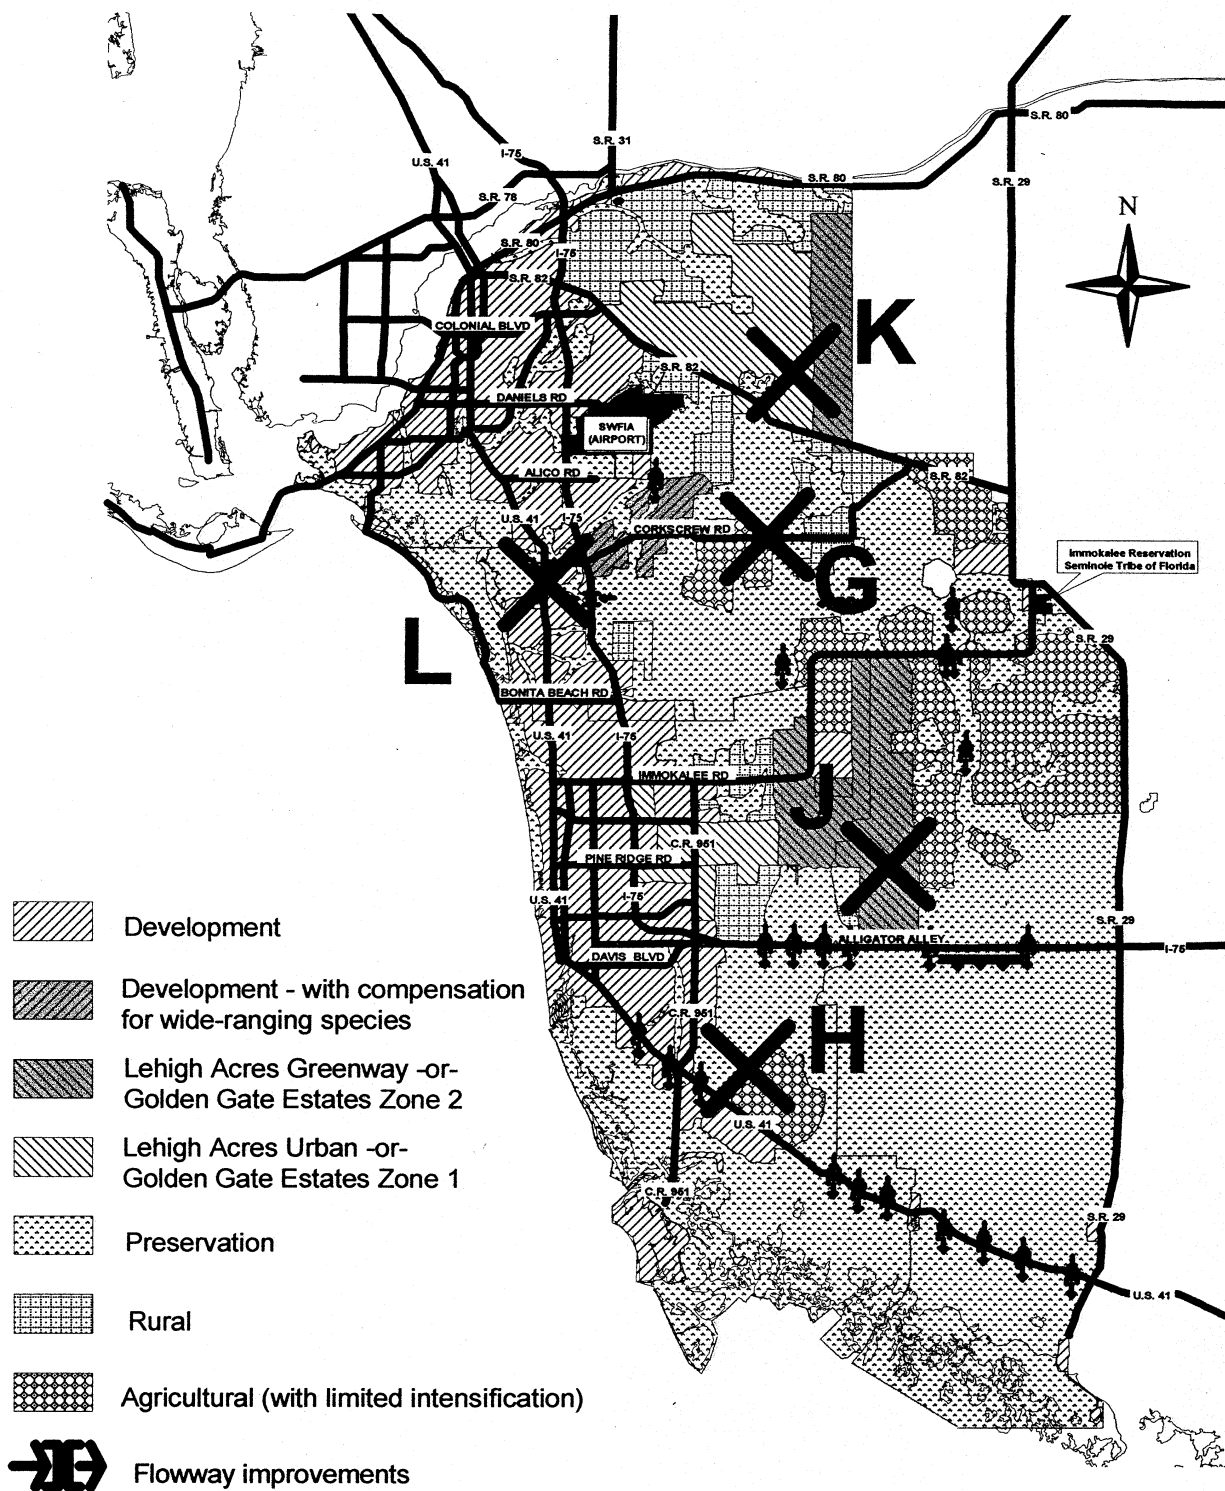 S.R. 31
S.R. 80
I-75
U.S. 41
S.R. 80
S.R. 29
S.R. 78
N
S.R. 80
I-75
S.R. 82
COLONIAL BLVD
K
S.R. 82
DANIELS RD
SWFIA
(AIRPORT)
ALICO RD
S.R. 82
U.S. 41
I-75
CORKSCREW RD
G
Immokalee Reservation
Seminole Tribe of Florida
L
S.R. 29
BONITA BEACH RD
U.S. 41
I-75
IMMOKALEE RD
J
C.R. 951
PINE RIDGE RD
U.S. 41
I-75
S.R. 29
ALLIGATOR ALLEY
I-75
DAVIS BLVD
C.R. 951
H
U.S. 41
C.R. 951
S.R. 29
U.S. 41
Development
Development - with compensation
for wide-ranging species
Lehigh Acres Greenway -or-
Golden Gate Estates Zone 2
Lehigh Acres Urban -or-
Golden Gate Estates Zone 1
Preservation
Rural
Agricultural (with limited intensification)
Flowway improvements